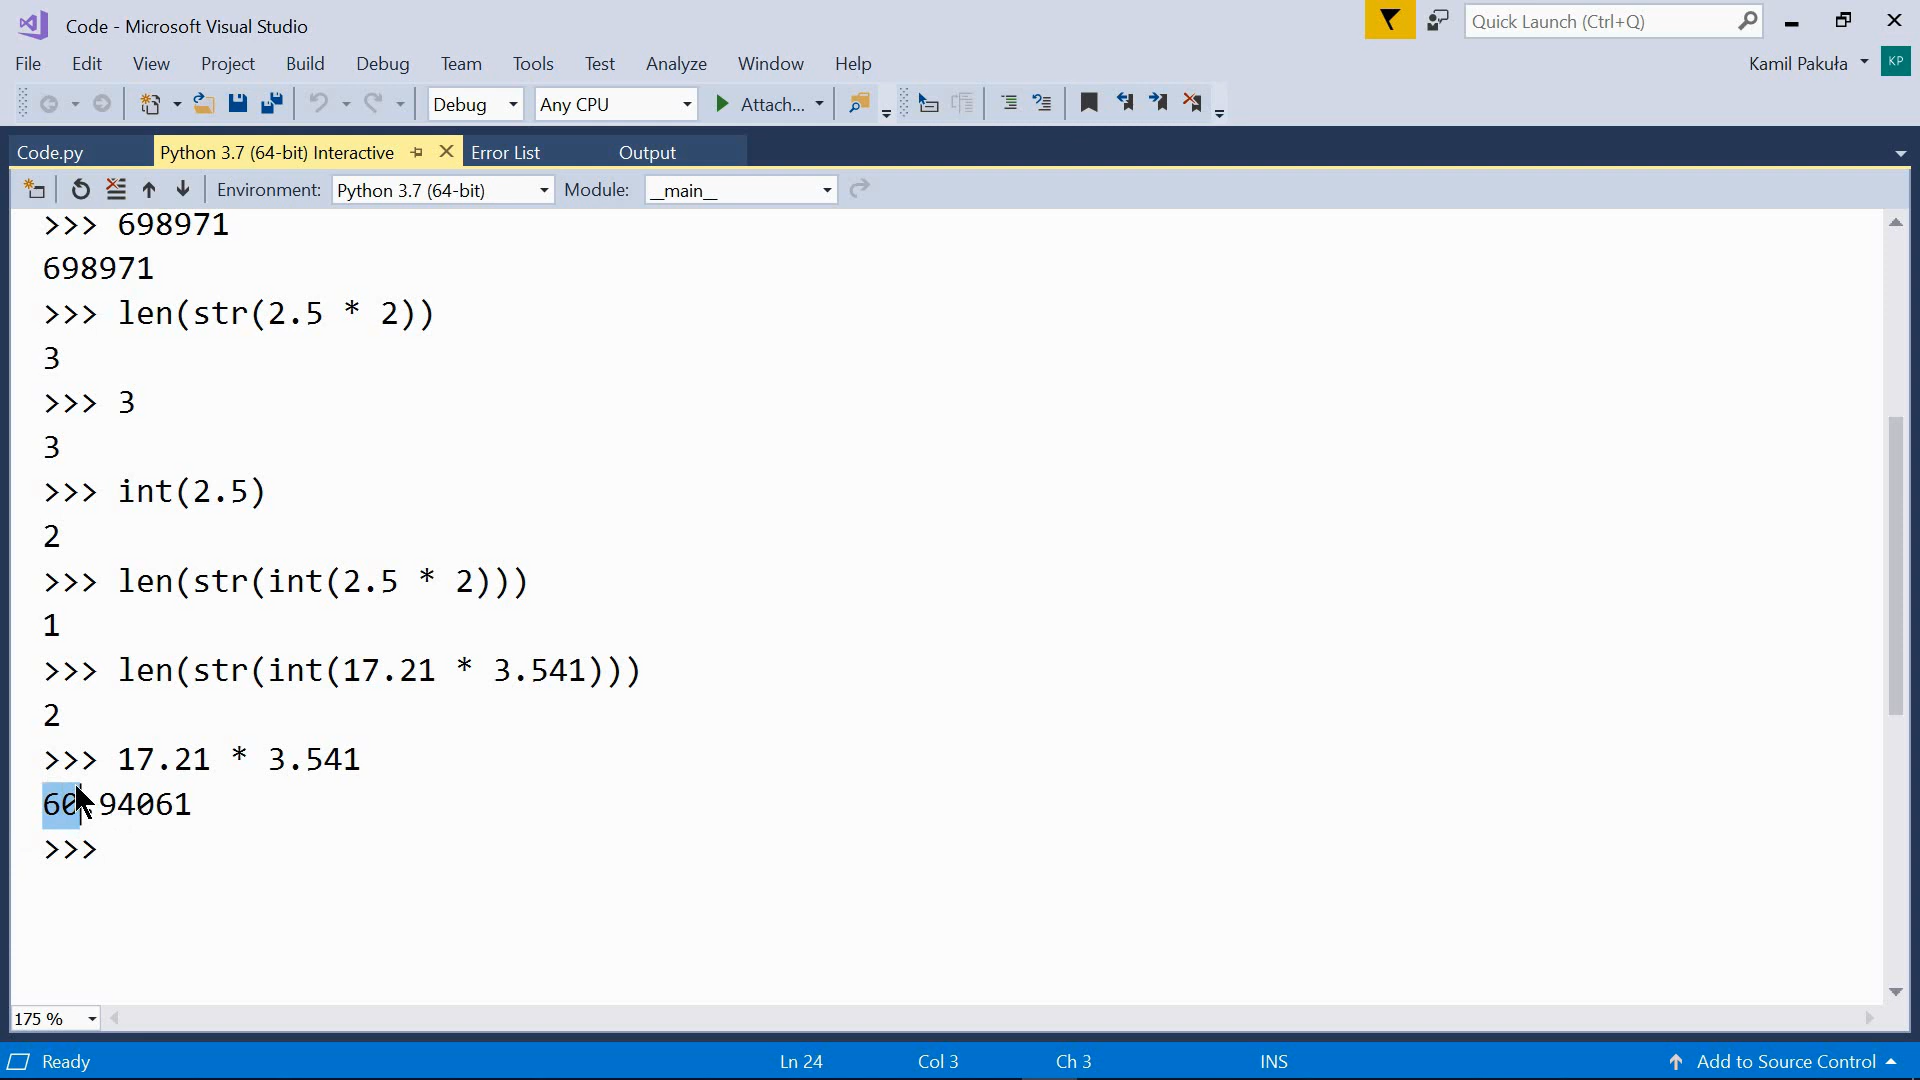 Code - Microsoft Visual Studio
Quick Launch (Ctrl+Q)
File Edit View Project Build Debug Team Tools Test Analyze Window Help
Kamil Pakuła KP
Debug Any CPU Attach...
Code.py Python 3.7 (64-bit) Interactive Error List Output
Environment: Python 3.7 (64-bit) Module: __main__
>>> 698971
698971
>>> len(str(2.5 * 2))
3
>>> 3
3
>>> int(2.5)
2
>>> len(str(int(2.5 * 2)))
1
>>> len(str(int(17.21 * 3.541)))
2
>>> 17.21 * 3.541
60.94061
>>>
175 %
Ready Ln 24 Col 3 Ch 3 INS Add to Source Control